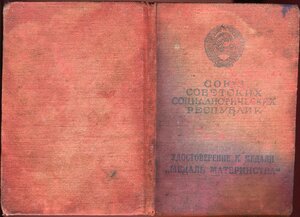 СОЮЗ
СОВЕТСКИХ
СОЦИАЛИСТИЧЕСКИХ
РЕСПУБЛИК
УДОСТОВЕРЕНИЕ К МЕДАЛИ
„МЕДАЛЬ МАТЕРИНСТВА"